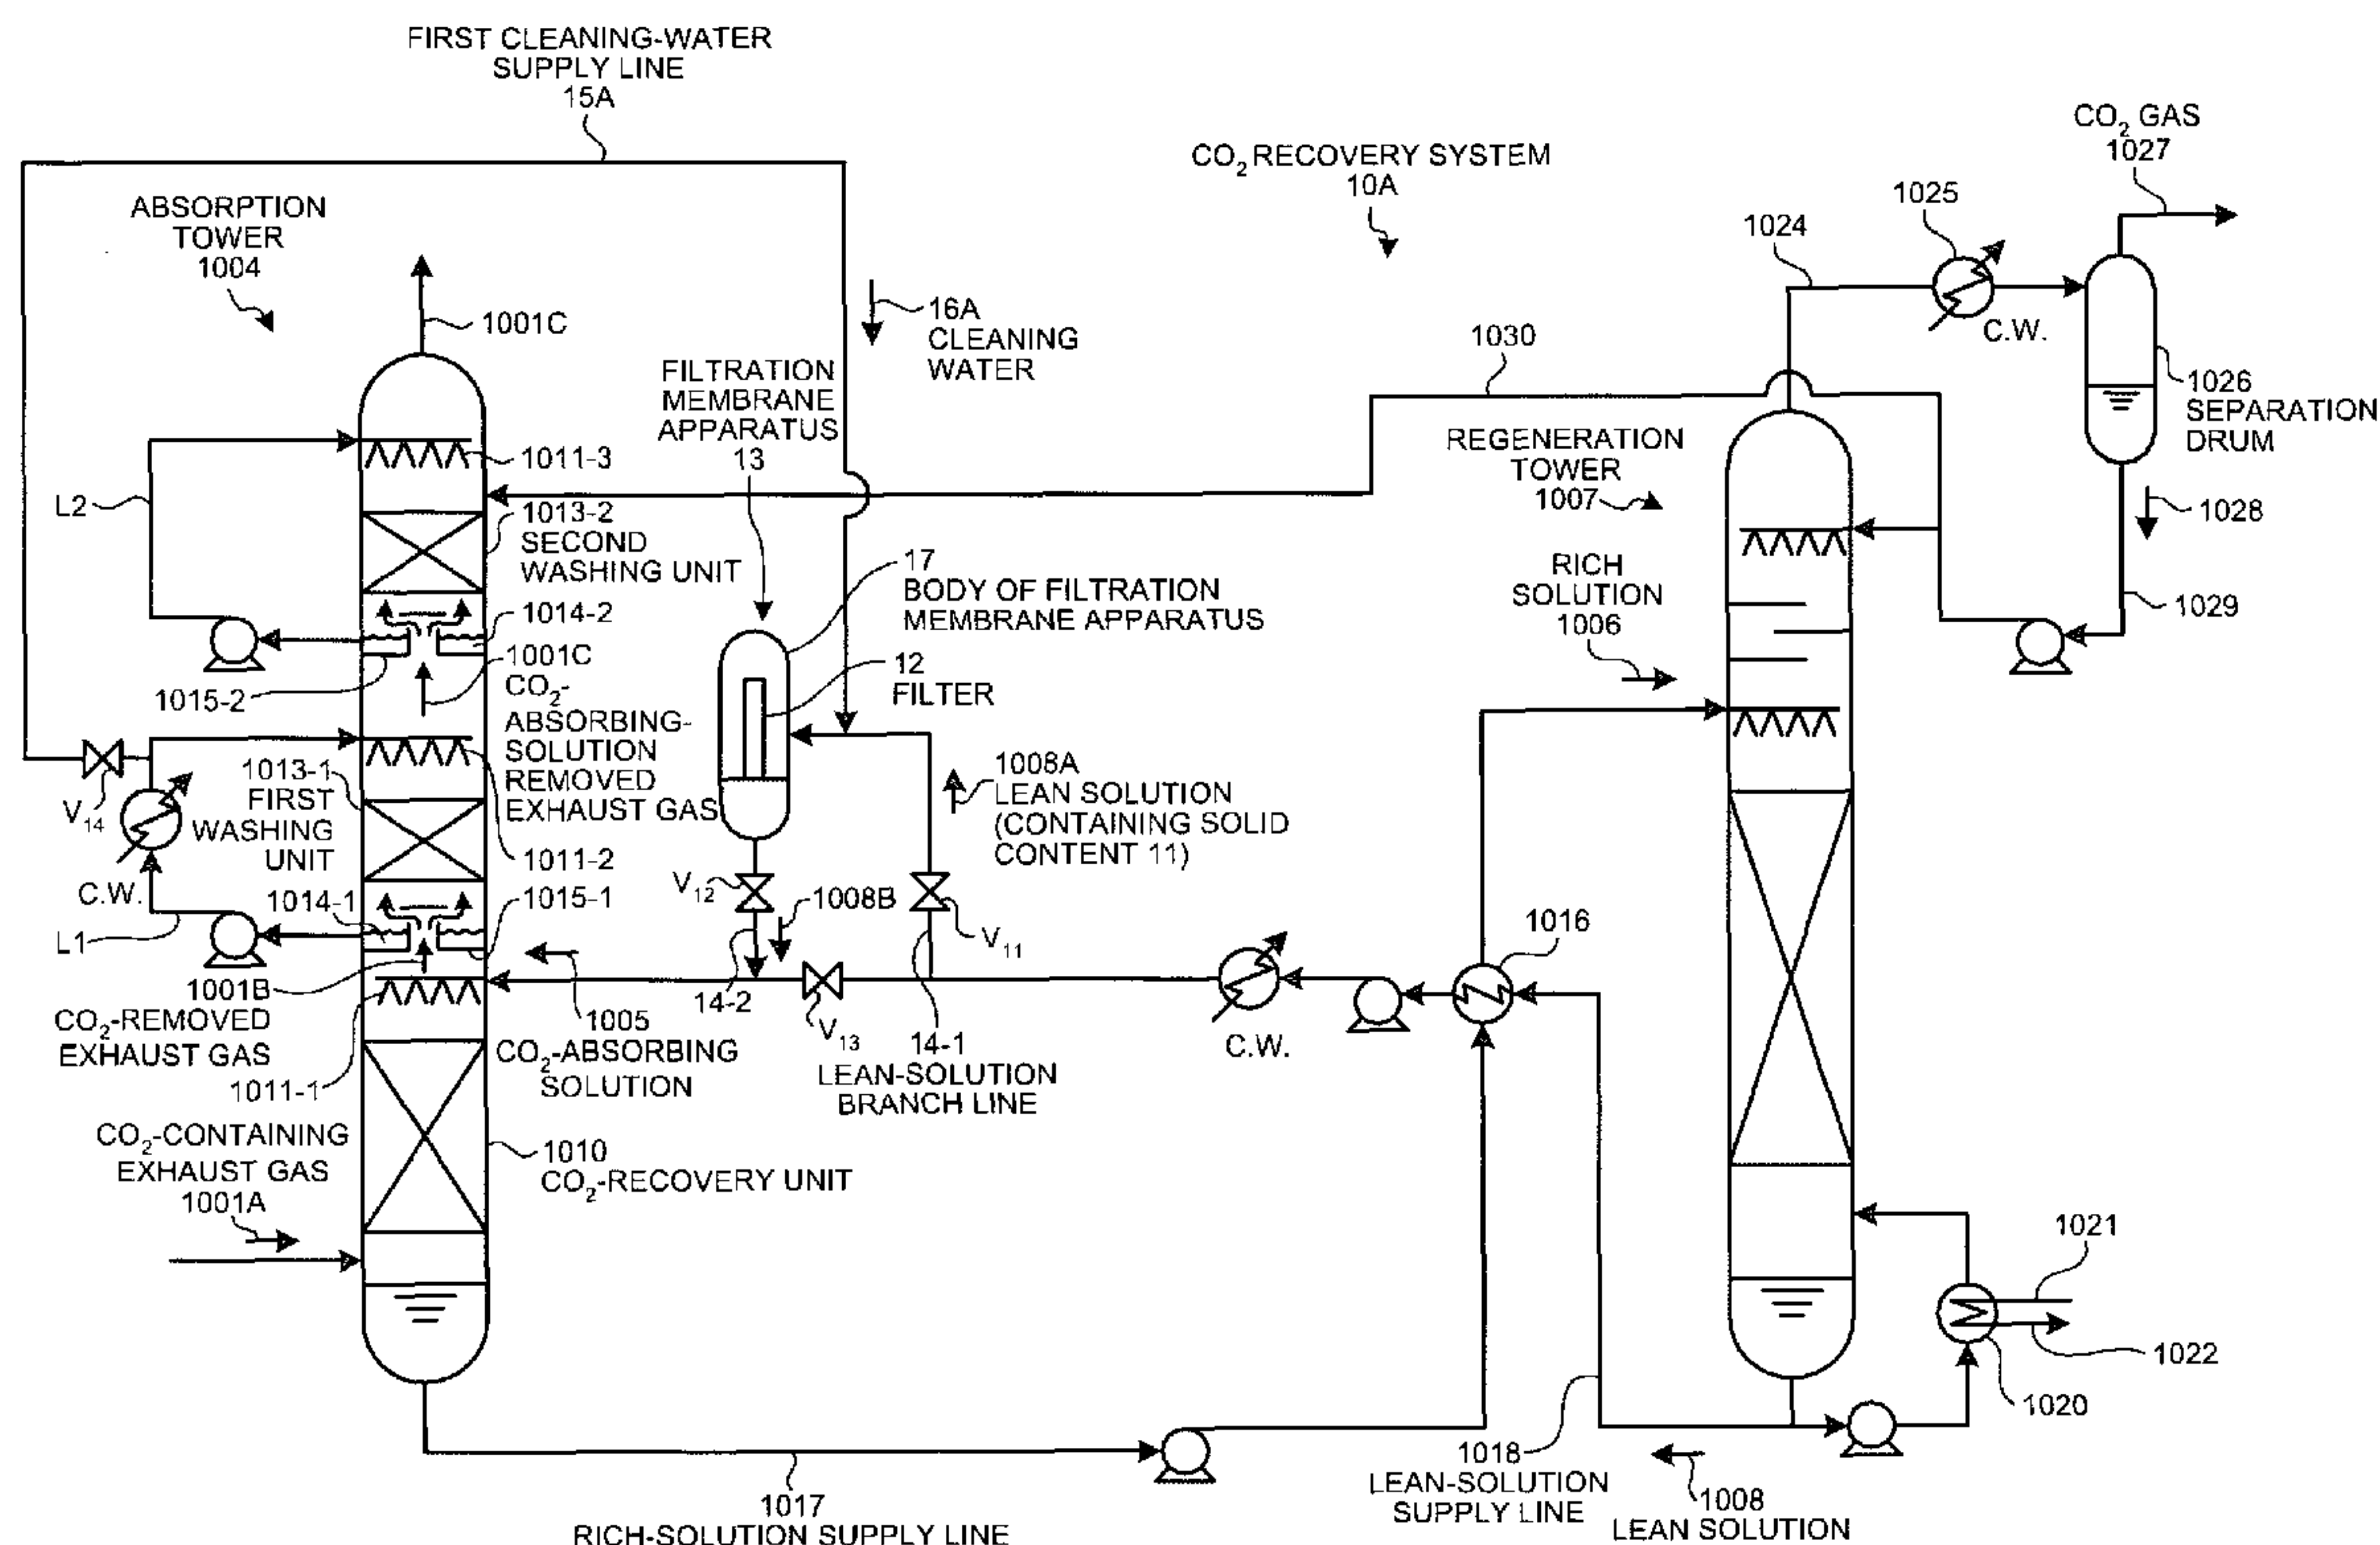 FIRST CLEANING-WATER
SUPPLY LINE
15A
CO2 RECOVERY SYSTEM
10A
CO2 GAS
1027
1025
1024
C.W.
1026
SEPARATION
DRUM
1028
1029
1030
ABSORPTION
TOWER
1004
1001C
16A
CLEANING
WATER
FILTRATION
MEMBRANE
APPARATUS
13
REGENERATION
TOWER
1007
RICH
SOLUTION
1006
L2
1011-3
1013-2
SECOND
WASHING UNIT
17
BODY OF FILTRATION
MEMBRANE APPARATUS
12
FILTER
1014-2
1015-2
1001C
CO2-
ABSORBING-
SOLUTION
REMOVED
EXHAUST GAS
1011-2
V14
1013-1
FIRST
WASHING
UNIT
C.W.
L1
1014-1
1015-1
1008A
LEAN SOLUTION
(CONTAINING SOLID
CONTENT 11)
V12
1008B
V11
1016
14-2
V13
14-1
LEAN-SOLUTION
BRANCH LINE
C.W.
1001B
CO2-REMOVED
EXHAUST GAS
1011-1
1005
CO2-ABSORBING
SOLUTION
CO2-CONTAINING
EXHAUST GAS
1001A
1010
CO2-RECOVERY UNIT
1021
1022
1020
1017
RICH-SOLUTION SUPPLY LINE
1018
LEAN-SOLUTION
SUPPLY LINE
1008
LEAN SOLUTION